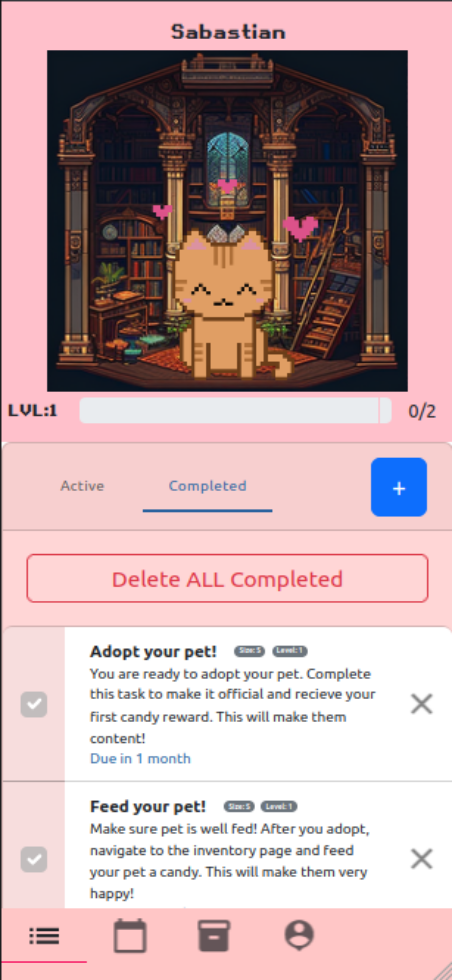 Sabastian
LVL:1 0/2
Active Completed +
Delete ALL Completed
Adopt your pet! Size: S Level: 1
You are ready to adopt your pet. Complete
this task to make it official and recieve your
first candy reward. This will make them
content!
Due in 1 month
Feed your pet! Size: S Level: 1
Make sure pet is well fed! After you adopt,
navigate to the inventory page and feed
your pet a candy. This will make them very
happy!